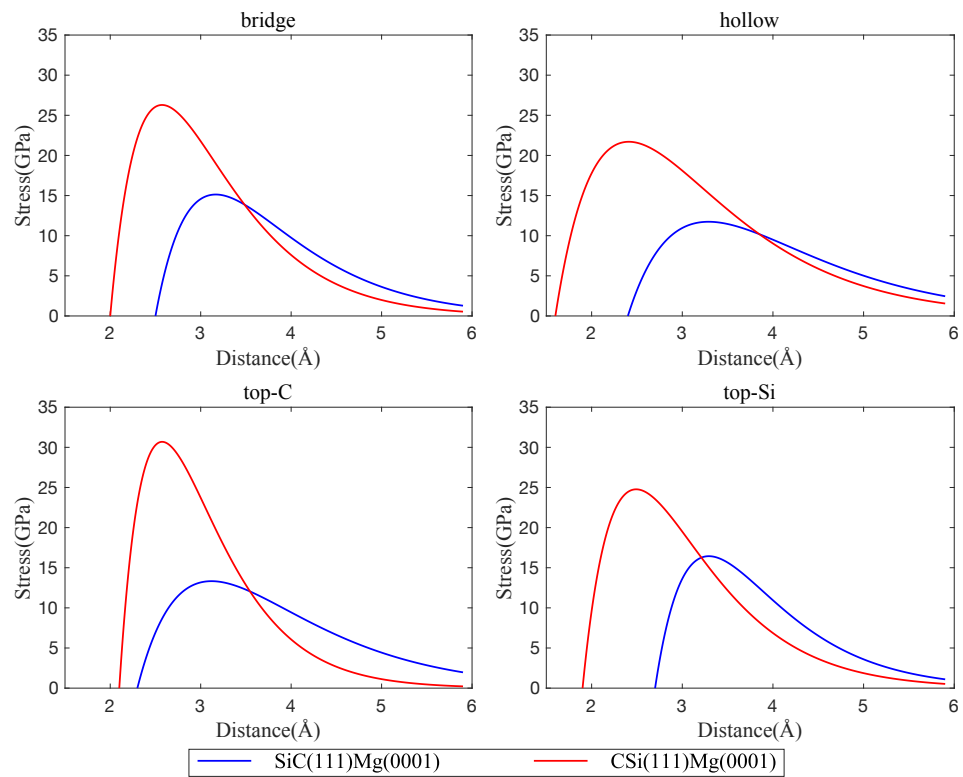 bridge
35
30
25
20
15
10
5
0
Stress(GPa)
2 3 4 5 6
Distance(Å)
hollow
35
30
25
20
15
10
5
0
Stress(GPa)
2 3 4 5 6
Distance(Å)
top-C
35
30
25
20
15
10
5
0
Stress(GPa)
2 3 4 5 6
Distance(Å)
top-Si
35
30
25
20
15
10
5
0
Stress(GPa)
2 3 4 5 6
Distance(Å)
SiC(111)Mg(0001) CSi(111)Mg(0001)